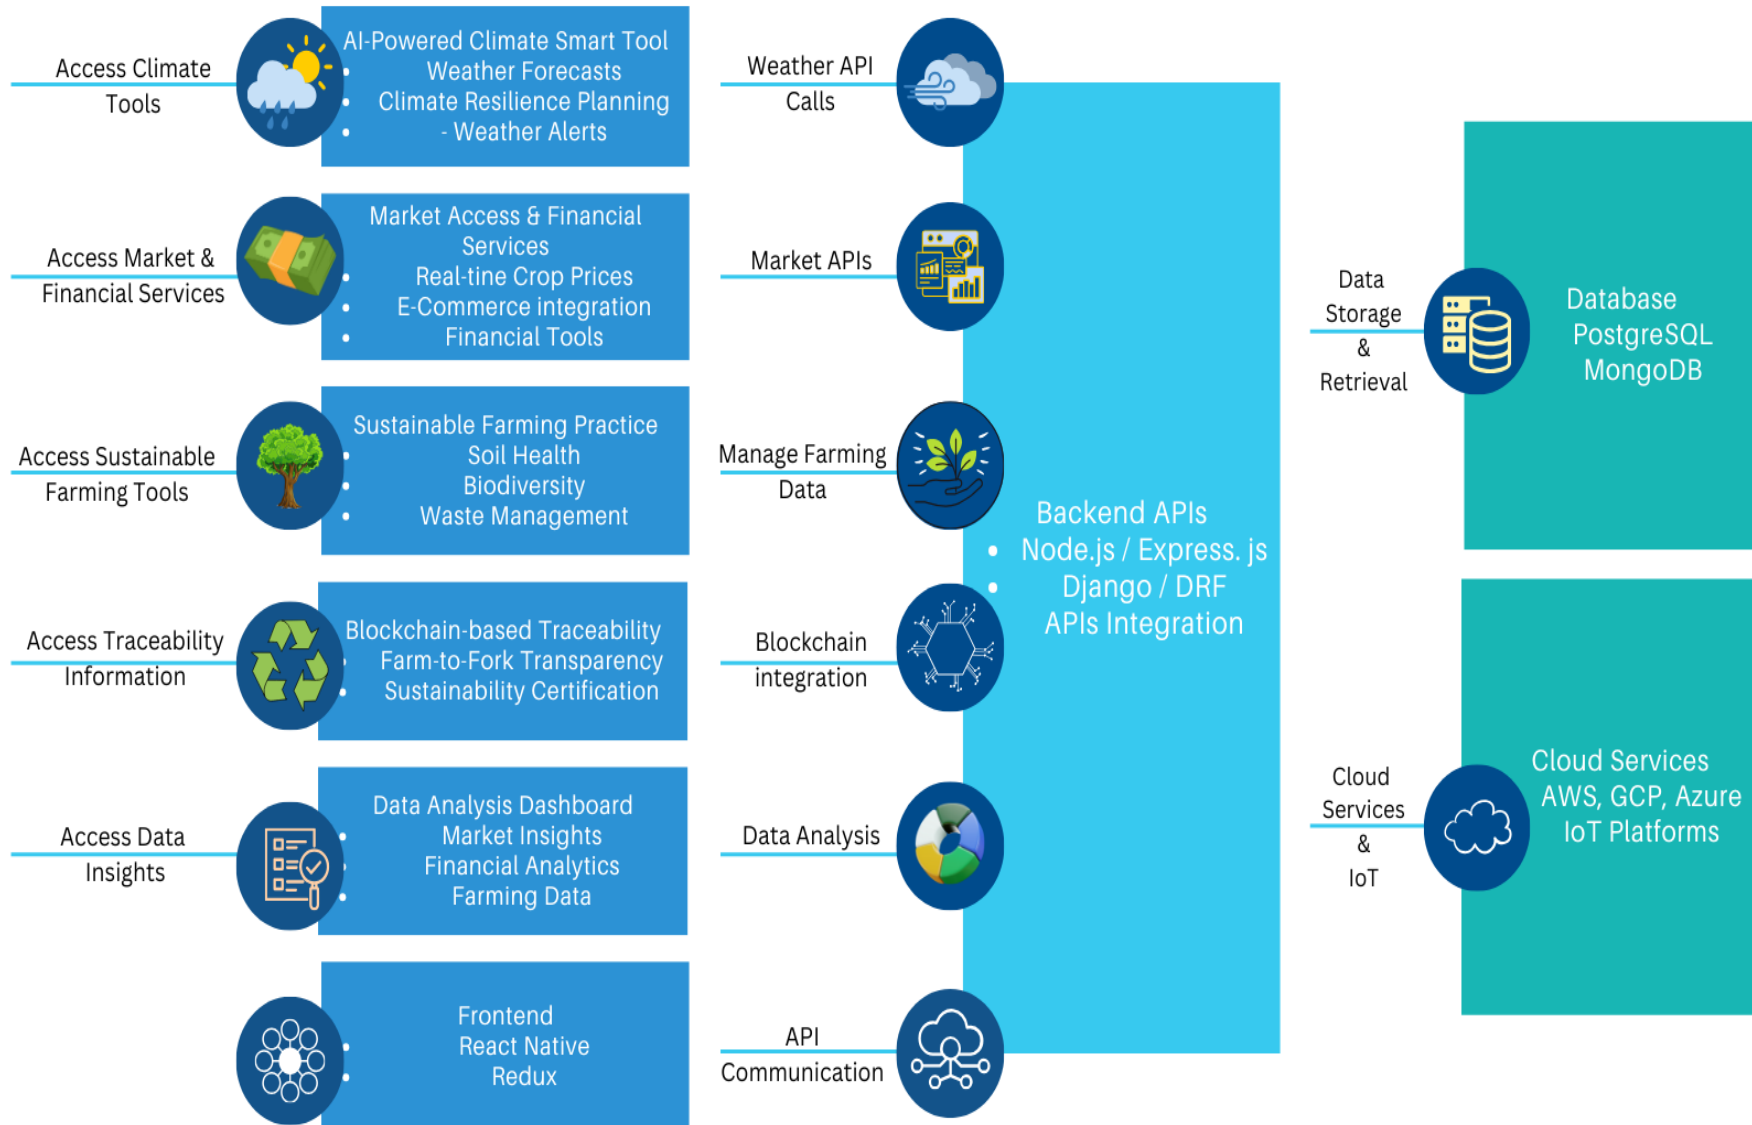 Access Climate
Tools
AI-Powered Climate Smart Tool
• Weather Forecasts
• Climate Resilience Planning
• - Weather Alerts
Access Market &
Financial Services
Market Access & Financial
Services
• Real-tine Crop Prices
• E-Commerce integration
• Financial Tools
Access Sustainable
Farming Tools
Sustainable Farming Practice
• Soil Health
• Biodiversity
• Waste Management
Access Traceability
Information
Blockchain-based Traceability
• Farm-to-Fork Transparency
• Sustainability Certification
Access Data
Insights
Data Analysis Dashboard
• Market Insights
• Financial Analytics
• Farming Data
Frontend
• React Native
• Redux
Weather API
Calls
Market APIs
Manage Farming
Data
Blockchain
integration
Data Analysis
API
Communication
Backend APIs
• Node.js / Express. js
• Django / DRF
APIs Integration
Data
Storage
&
Retrieval
Database
PostgreSQL
MongoDB
Cloud
Services
&
IoT
Cloud Services
AWS, GCP, Azure
IoT Platforms